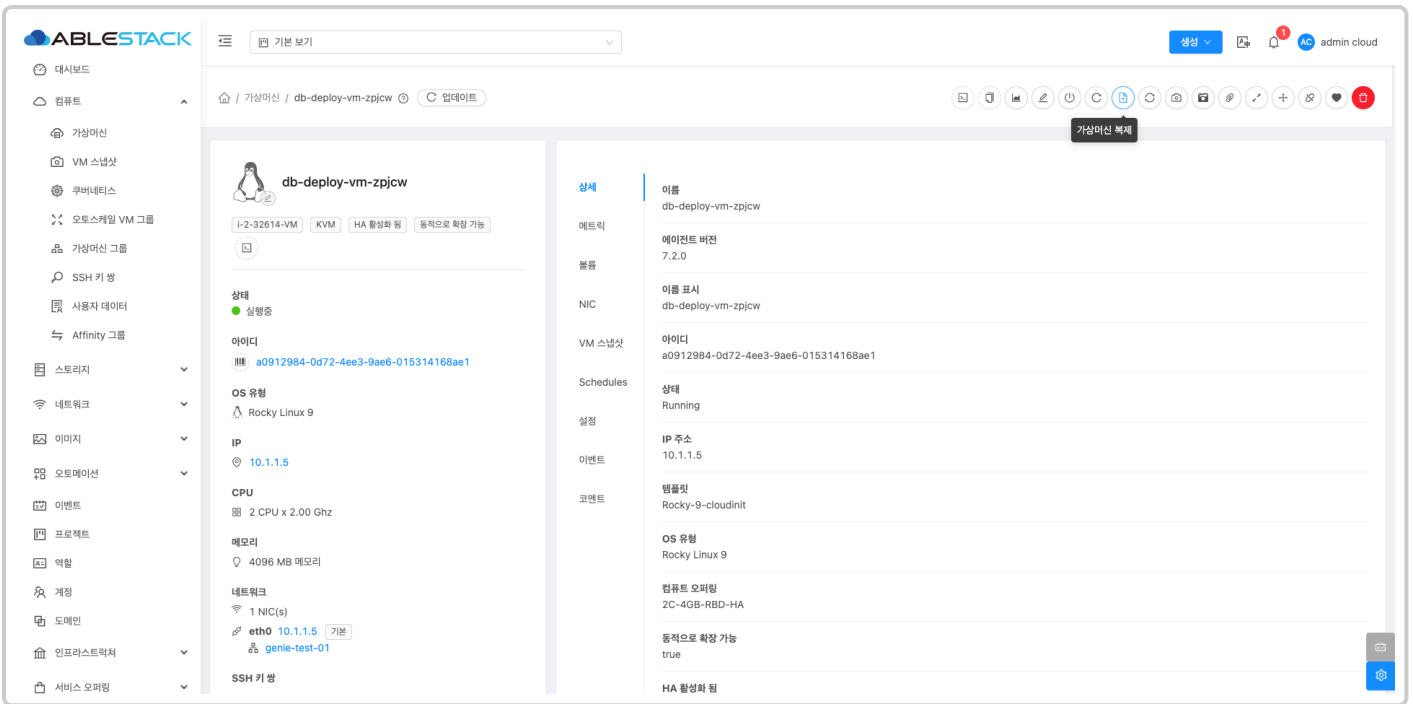 ABLESTACK
기본 보기
생성
1
AC
admin cloud
대시보드
컴퓨트
가상머신
VM 스냅샷
쿠버네티스
오토스케일 VM 그룹
가상머신 그룹
SSH 키 쌍
사용자 데이터
Affinity 그룹
스토리지
네트워크
이미지
오토메이션
이벤트
프로젝트
역할
계정
도메인
인프라스트럭쳐
서비스 오퍼링
/ 가상머신 / db-deploy-vm-zpjcw
업데이트
가상머신 복제
db-deploy-vm-zpjcw
i-2-32614-VM
KVM
HA 활성화 됨
동적으로 확장 가능
상태
실행중
아이디
a0912984-0d72-4ee3-9ae6-015314168ae1
OS 유형
Rocky Linux 9
IP
10.1.1.5
CPU
2 CPU x 2.00 Ghz
메모리
4096 MB 메모리
네트워크
1 NIC(s)
eth0 10.1.1.5 기본
genie-test-01
SSH 키 쌍
상세
메트릭
볼륨
NIC
VM 스냅샷
Schedules
설정
이벤트
코멘트
이름
db-deploy-vm-zpjcw
에이전트 버전
7.2.0
이름 표시
db-deploy-vm-zpjcw
아이디
a0912984-0d72-4ee3-9ae6-015314168ae1
상태
Running
IP 주소
10.1.1.5
템플릿
Rocky-9-cloudinit
OS 유형
Rocky Linux 9
컴퓨트 오퍼링
2C-4GB-RBD-HA
동적으로 확장 가능
true
HA 활성화 됨